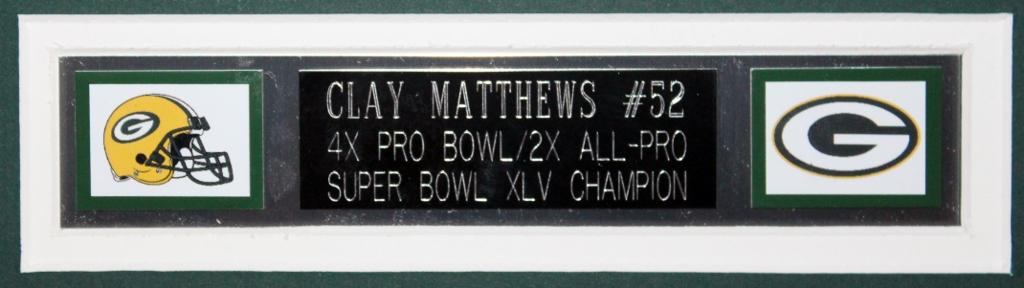 CLAY MATTHEWS #52
4X PRO BOWL/2X ALL-PRO
SUPER BOWL XLV CHAMPION
G
G